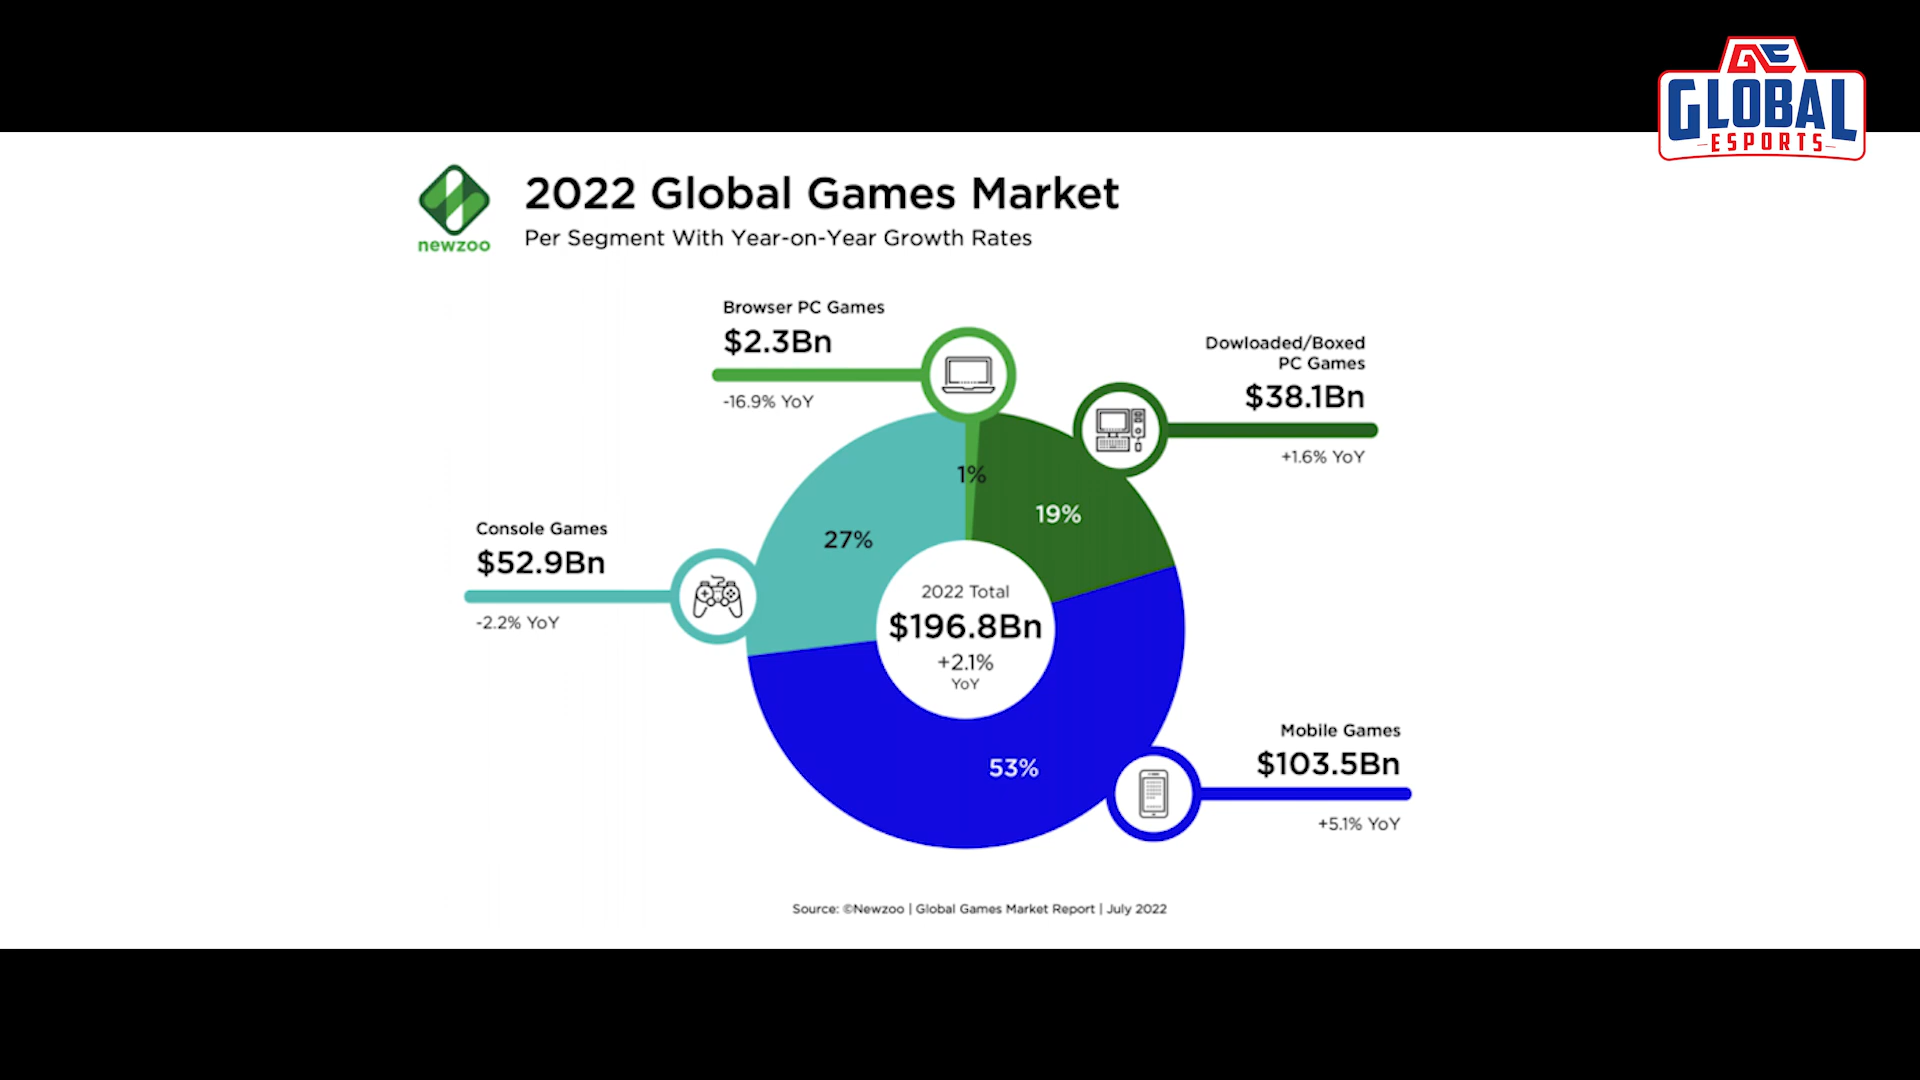 GE
GLOBAL
ESPORTS
newzoo
2022 Global Games Market
Per Segment With Year-on-Year Growth Rates
Browser PC Games
$2.3Bn
-16.9% YoY
Dowloaded/Boxed
PC Games
$38.1Bn
+1.6% YoY
1%
19%
27%
Console Games
$52.9Bn
-2.2% YoY
2022 Total
$196.8Bn
+2.1%
YoY
53%
Mobile Games
$103.5Bn
+5.1% YoY
Source: ©Newzoo | Global Games Market Report | July 2022